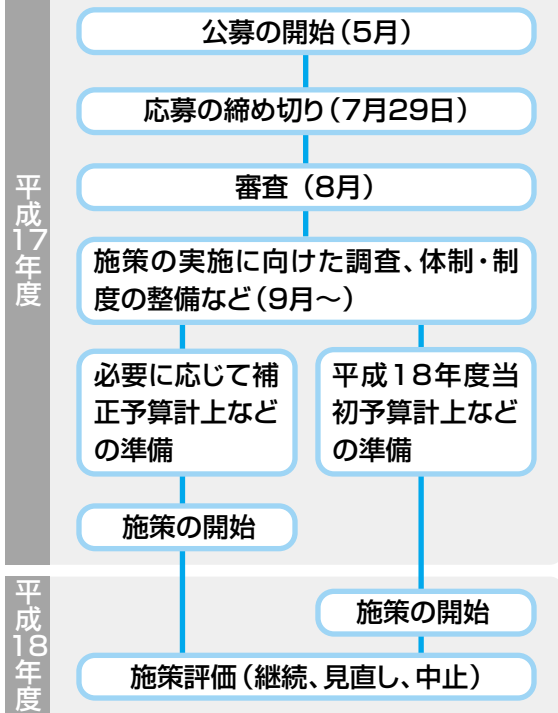 平成17年度
公募の開始(5月)
応募の締め切り(7月29日)
審査(8月)
施策の実施に向けた調査、体制・制
度の整備など(9月~)
必要に応じて補
正予算計上など
の準備
平成18年度当
初予算計上など
の準備
施策の開始
平成18年度
施策の開始
施策評価(継続、見直し、中止)